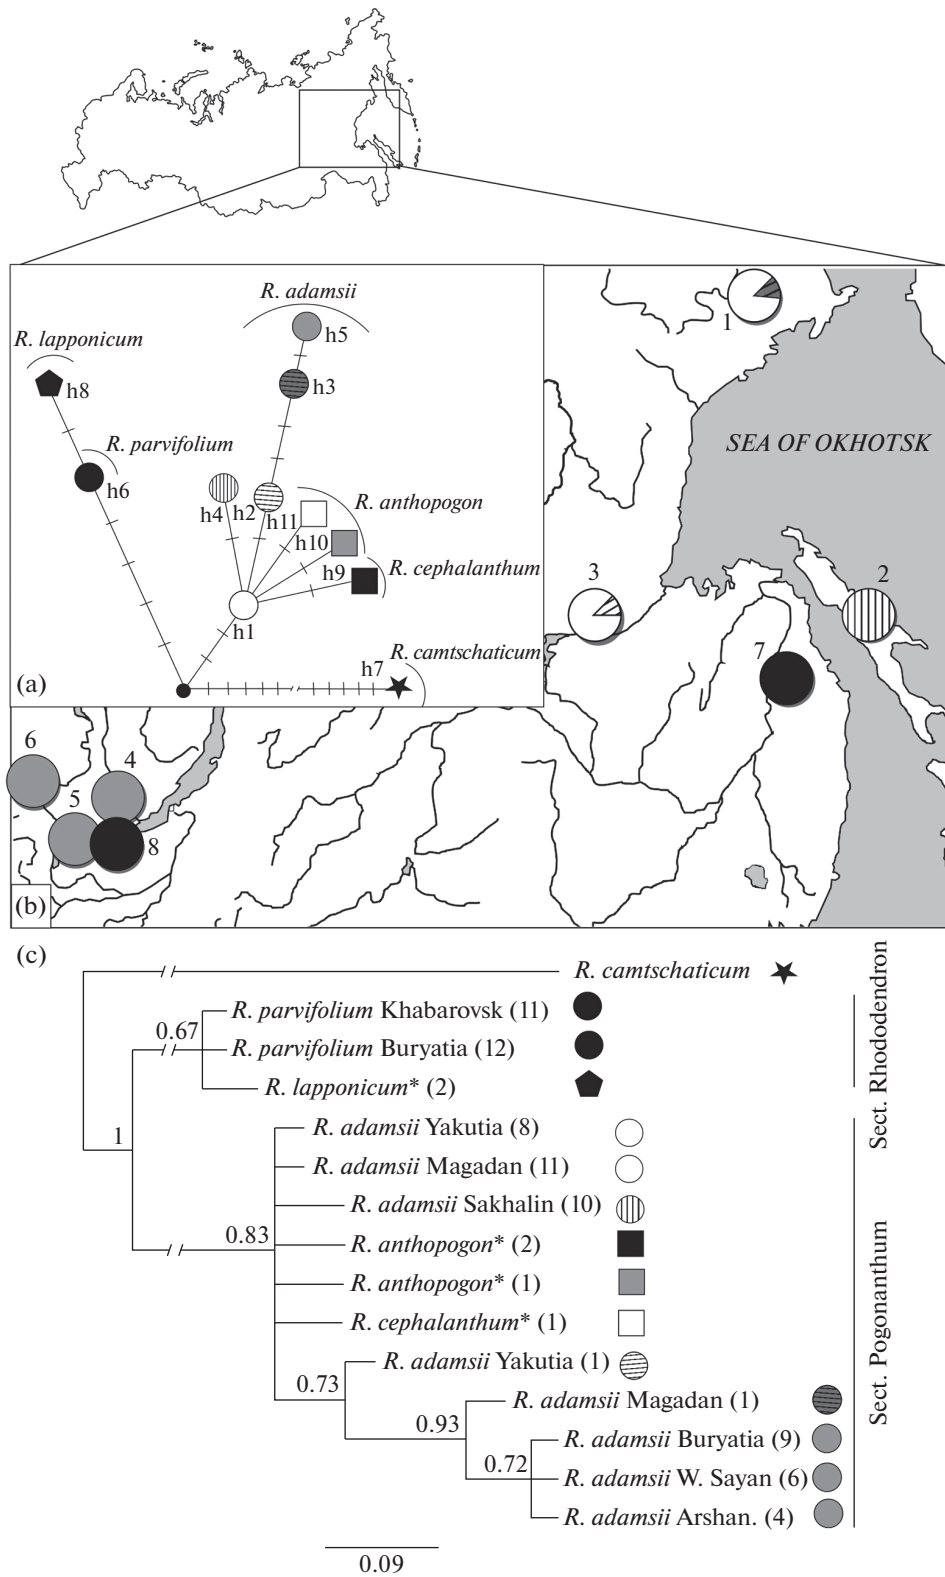 R. adamsii
h5
R. lapponicum
h8
h3
R. parvifolium
h6
h4
h2
h11
h10
h9
R. anthopogon
R. cephalanthum
h1
h7
R. camtschaticum
(a)
1
SEA OF OKHOTSK
3
2
7
6
4
5
8
(b)
(c)
R. camtschaticum
R. parvifolium Khabarovsk (11)
0.67
R. parvifolium Buryatia (12)
R. lapponicum* (2)
Sect. Rhododendron
1
R. adamsii Yakutia (8)
R. adamsii Magadan (11)
R. adamsii Sakhalin (10)
0.83
R. anthopogon* (2)
R. anthopogon* (1)
R. cephalanthum* (1)
R. adamsii Yakutia (1)
0.73
R. adamsii Magadan (1)
0.93
R. adamsii Buryatia (9)
0.72
R. adamsii W. Sayan (6)
R. adamsii Arshan. (4)
Sect. Pogonanthum
0.09